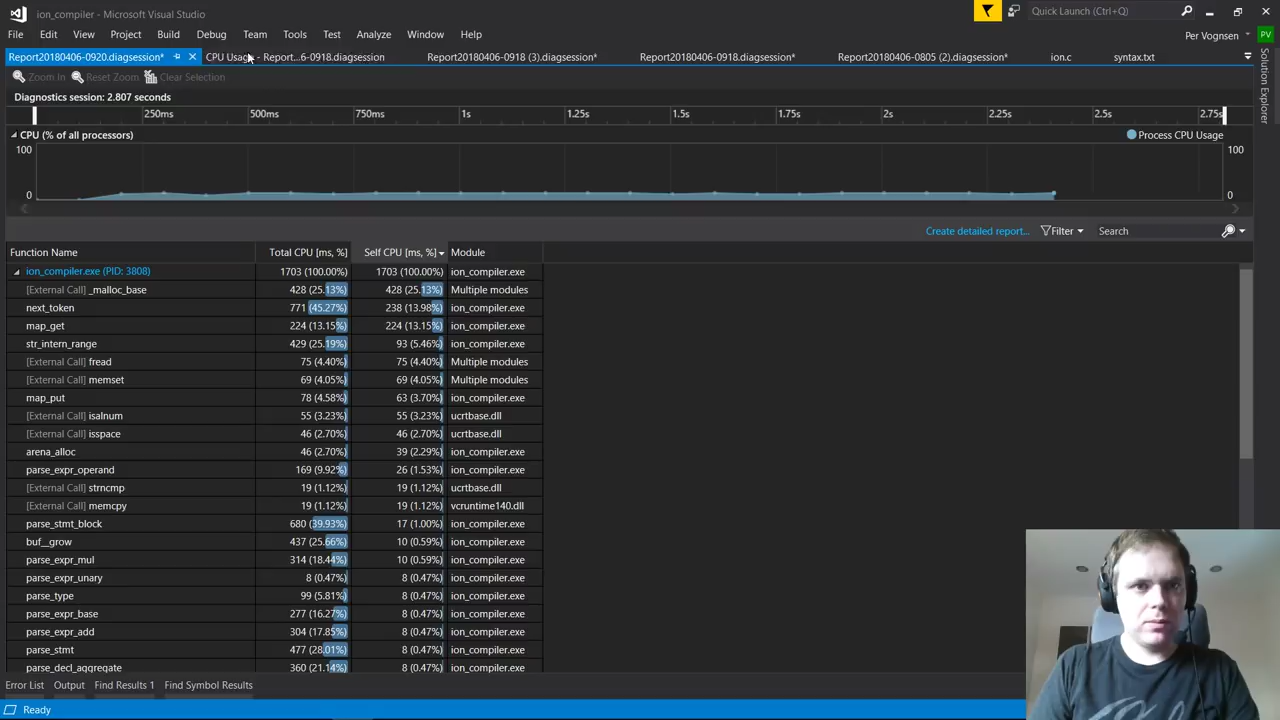 ion_compiler - Microsoft Visual Studio
Quick Launch (Ctrl+Q)
File Edit View Project Build Debug Team Tools Test Analyze Window Help
Per Vognsen PV
Report20180406-0920.diagsession* CPU Usage - Report...6-0918.diagsession Report20180406-0918 (3).diagsession* Report20180406-0918.diagsession* Report20180406-0805 (2).diagsession* ion.c syntax.txt
Solution Explorer
Zoom In Reset Zoom Clear Selection
Diagnostics session: 2.807 seconds
250ms 500ms 750ms 1s 1.25s 1.5s 1.75s 2s 2.25s 2.5s 2.75s
CPU (% of all processors) Process CPU Usage
100 100
0 0
Create detailed report... Filter Search
Function Name Total CPU [ms, %] Self CPU [ms, %] Module
ion_compiler.exe (PID: 3808) 1703 (100.00%) 1703 (100.00%) ion_compiler.exe
[External Call] _malloc_base 428 (25.13%) 428 (25.13%) Multiple modules
next_token 771 (45.27%) 238 (13.98%) ion_compiler.exe
map_get 224 (13.15%) 224 (13.15%) ion_compiler.exe
str_intern_range 429 (25.19%) 93 (5.46%) ion_compiler.exe
[External Call] fread 75 (4.40%) 75 (4.40%) Multiple modules
[External Call] memset 69 (4.05%) 69 (4.05%) Multiple modules
map_put 78 (4.58%) 63 (3.70%) ion_compiler.exe
[External Call] isalnum 55 (3.23%) 55 (3.23%) ucrtbase.dll
[External Call] isspace 46 (2.70%) 46 (2.70%) ucrtbase.dll
arena_alloc 46 (2.70%) 39 (2.29%) ion_compiler.exe
parse_expr_operand 169 (9.92%) 26 (1.53%) ion_compiler.exe
[External Call] strncmp 19 (1.12%) 19 (1.12%) ucrtbase.dll
[External Call] memcpy 19 (1.12%) 19 (1.12%) vcruntime140.dll
parse_stmt_block 680 (39.93%) 17 (1.00%) ion_compiler.exe
buf__grow 437 (25.66%) 10 (0.59%) ion_compiler.exe
parse_expr_mul 314 (18.44%) 10 (0.59%) ion_compiler.exe
parse_expr_unary 8 (0.47%) 8 (0.47%) ion_compiler.exe
parse_type 99 (5.81%) 8 (0.47%) ion_compiler.exe
parse_expr_base 277 (16.27%) 8 (0.47%) ion_compiler.exe
parse_expr_add 304 (17.85%) 8 (0.47%) ion_compiler.exe
parse_stmt 477 (28.01%) 8 (0.47%) ion_compiler.exe
parse_decl_aggregate 360 (21.14%) 8 (0.47%) ion_compiler.exe
Error List Output Find Results 1 Find Symbol Results
Ready